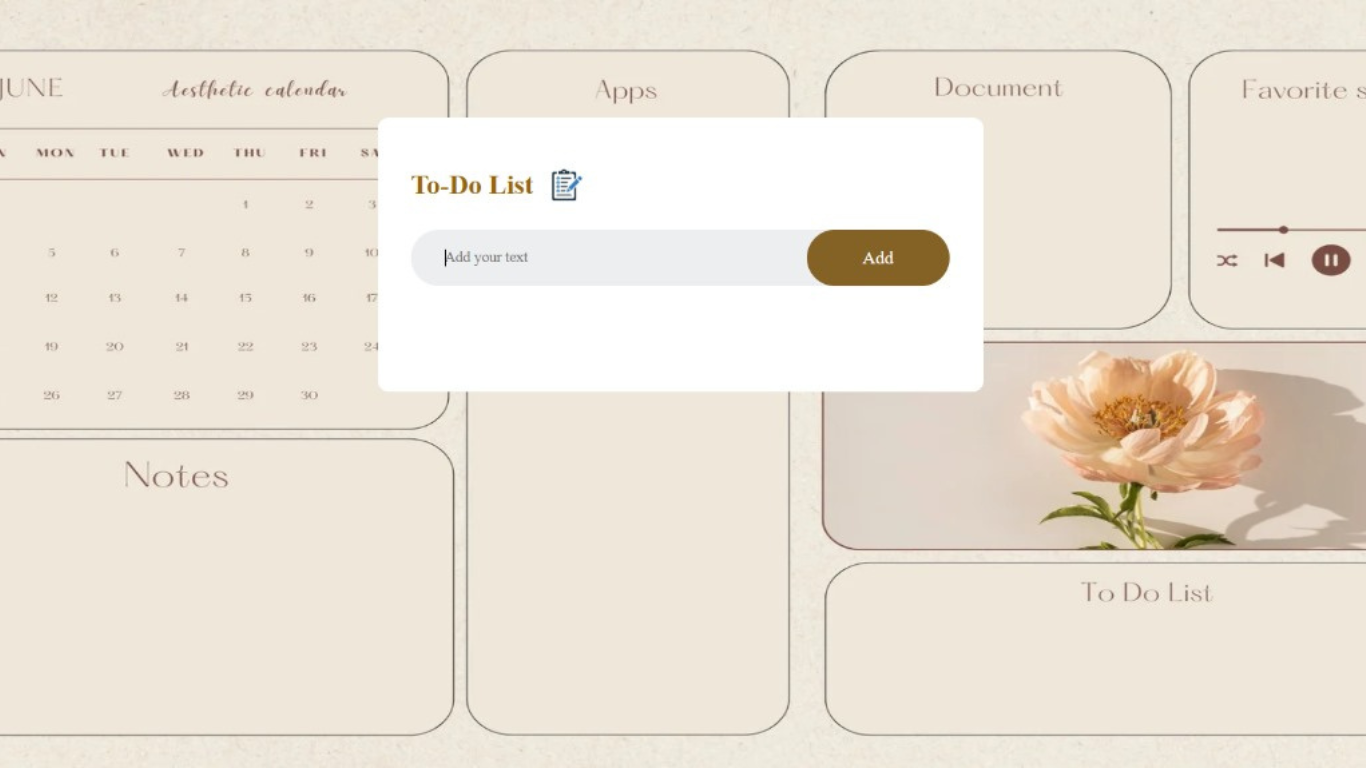 JUNE Aesthetic calendar
MON TUE WED THU FRI
1 2 3
5 6 7 8 9 10
12 13 14 15 16 17
19 20 21 22 23 24
26 27 28 29 30
Notes
Apps
Document
Favorite s
To-Do List
Add your text Add
To Do List